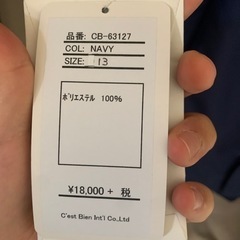 品番: CB-63127
COL: NAVY
SIZE: 13
ﾎﾟﾘｴｽﾃﾙ 100%
¥18,000 + 税
C'est Bien Int'l Co.,Ltd